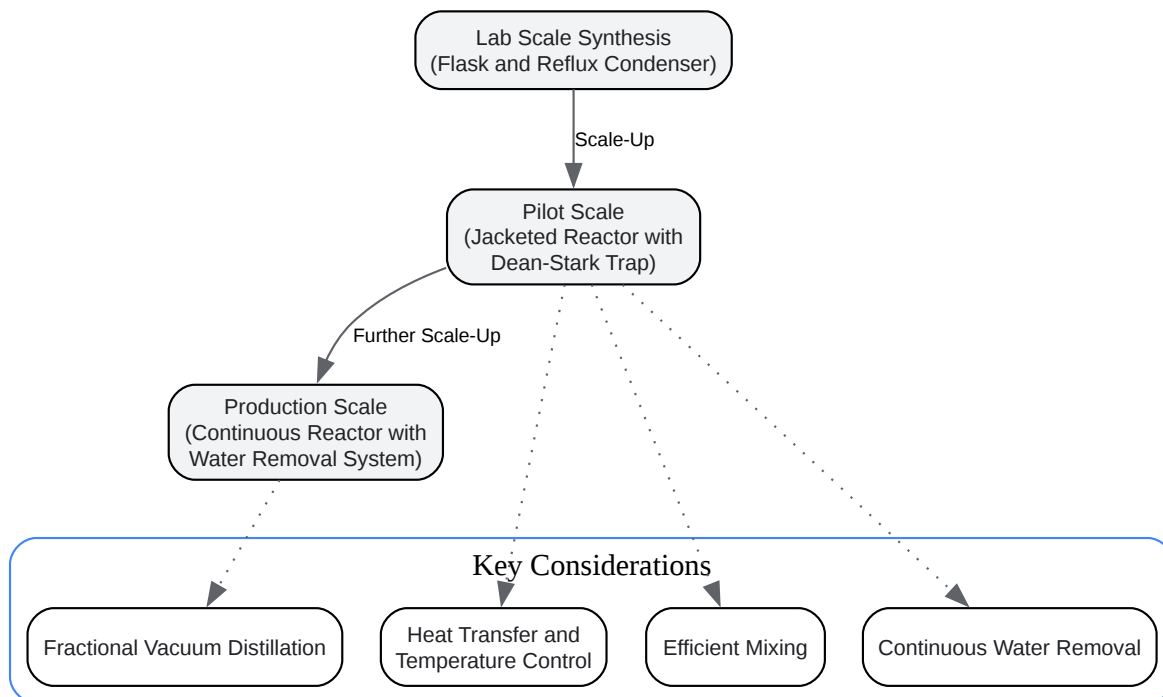 Lab Scale Synthesis
(Flask and Reflux Condenser)
Scale-Up
Pilot Scale
(Jacketed Reactor with
Dean-Stark Trap)
Further Scale-Up
Production Scale
(Continuous Reactor with
Water Removal System)
Key Considerations
Fractional Vacuum Distillation
Heat Transfer and
Temperature Control
Efficient Mixing
Continuous Water Removal